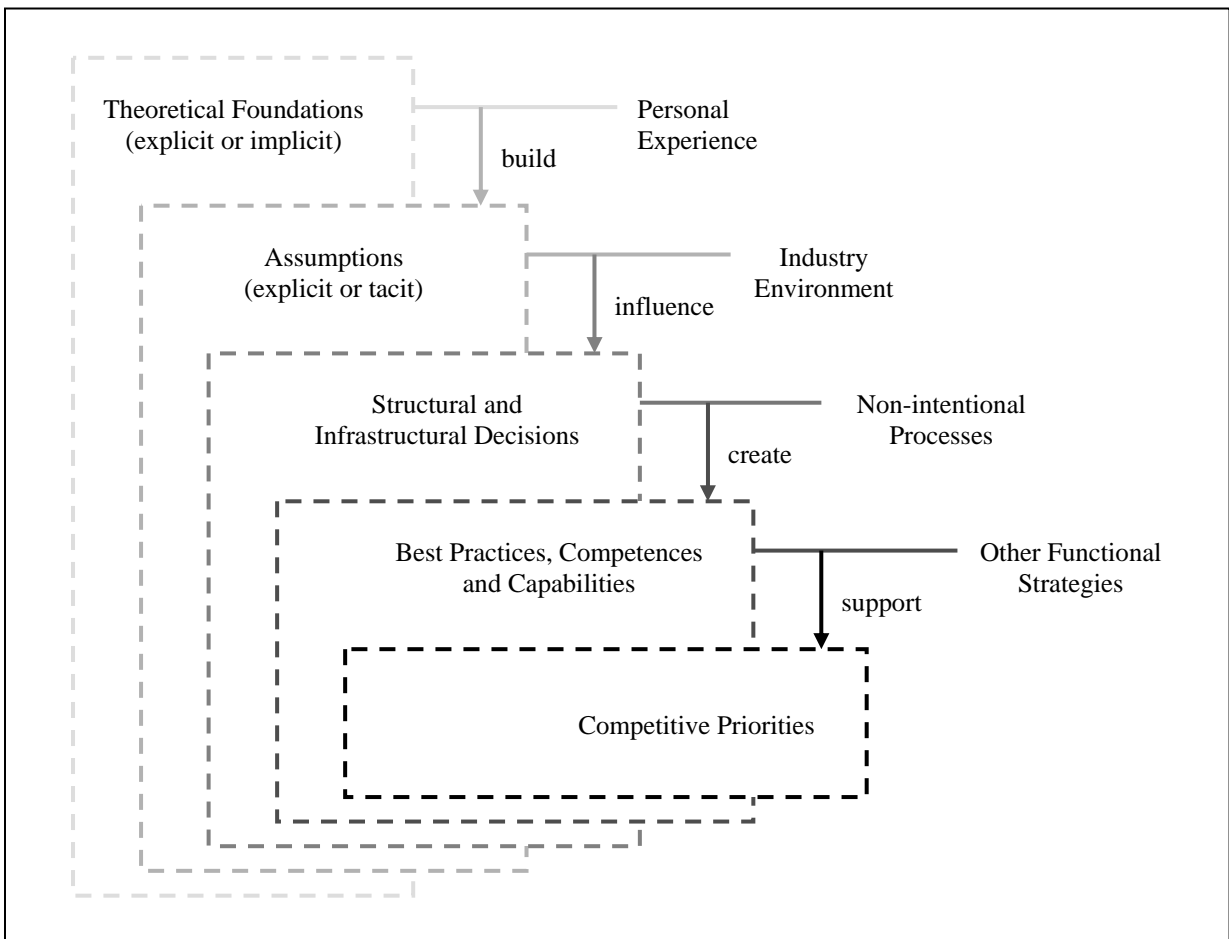 Theoretical Foundations
(explicit or implicit)
Personal
Experience
build
Assumptions
(explicit or tacit)
Industry
Environment
influence
Structural and
Infrastructural Decisions
Non-intentional
Processes
create
Best Practices, Competences
and Capabilities
Other Functional
Strategies
support
Competitive Priorities